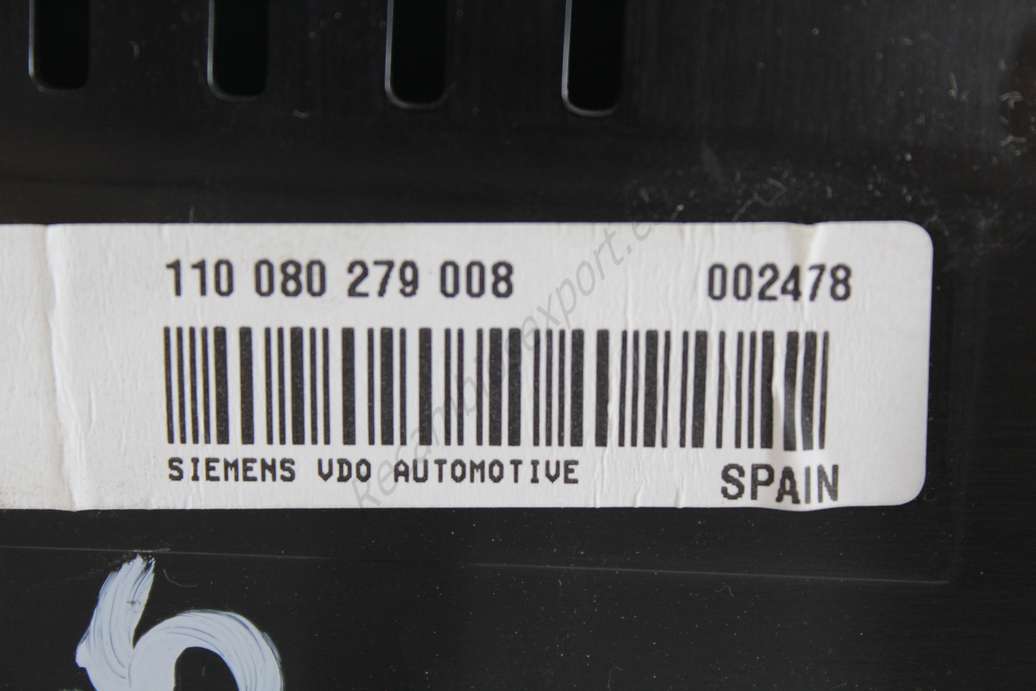 110 080 279 008 002478
SIEMENS VDO AUTOMOTIVE SPAIN